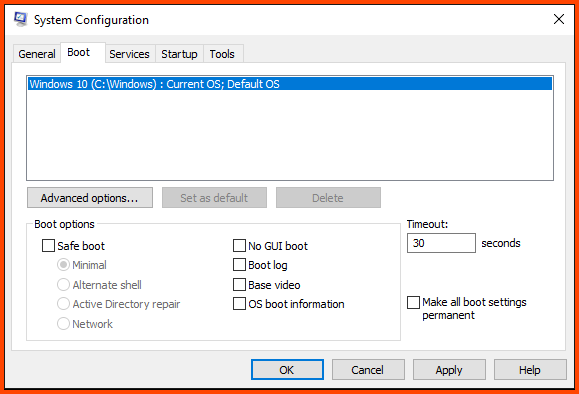 System Configuration
General Boot Services Startup Tools
Windows 10 (C:\Windows) : Current OS; Default OS
Advanced options... Set as default Delete
Boot options
Safe boot
Minimal
Alternate shell
Active Directory repair
Network
No GUI boot
Boot log
Base video
OS boot information
Timeout:
30 seconds
Make all boot settings
permanent
OK Cancel Apply Help